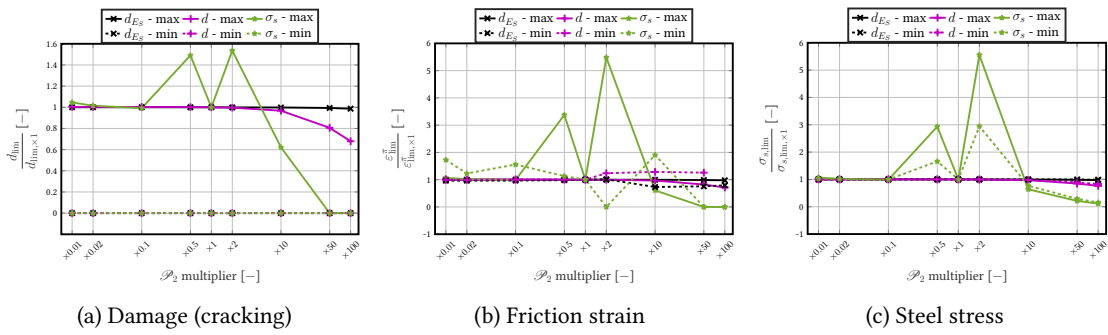 d_{E_S} - max d - max σ_s - max
d_{E_S} - min d - min σ_s - min
1.6
1.4
1.2
1
0.8
0.6
0.4
0.2
0
d_lim / d_lim,×1 [−]
×0.01 ×0.02 ×0.1 ×0.5 ×1 ×2 ×10 ×50 ×100
𝒫₂ multiplier [−]
(a) Damage (cracking)
d_{E_S} - max d - max σ_s - max
d_{E_S} - min d - min σ_s - min
6
5
4
3
2
1
0
-1
ε^π_lim / ε^π_lim,×1 [−]
×0.01 ×0.02 ×0.1 ×0.5 ×1 ×2 ×10 ×50 ×100
𝒫₂ multiplier [−]
(b) Friction strain
d_{E_S} - max d - max σ_s - max
d_{E_S} - min d - min σ_s - min
6
5
4
3
2
1
0
-1
σ_s,lim / σ_s,lim,×1 [−]
×0.01 ×0.02 ×0.1 ×0.5 ×1 ×2 ×10 ×50 ×100
𝒫₂ multiplier [−]
(c) Steel stress